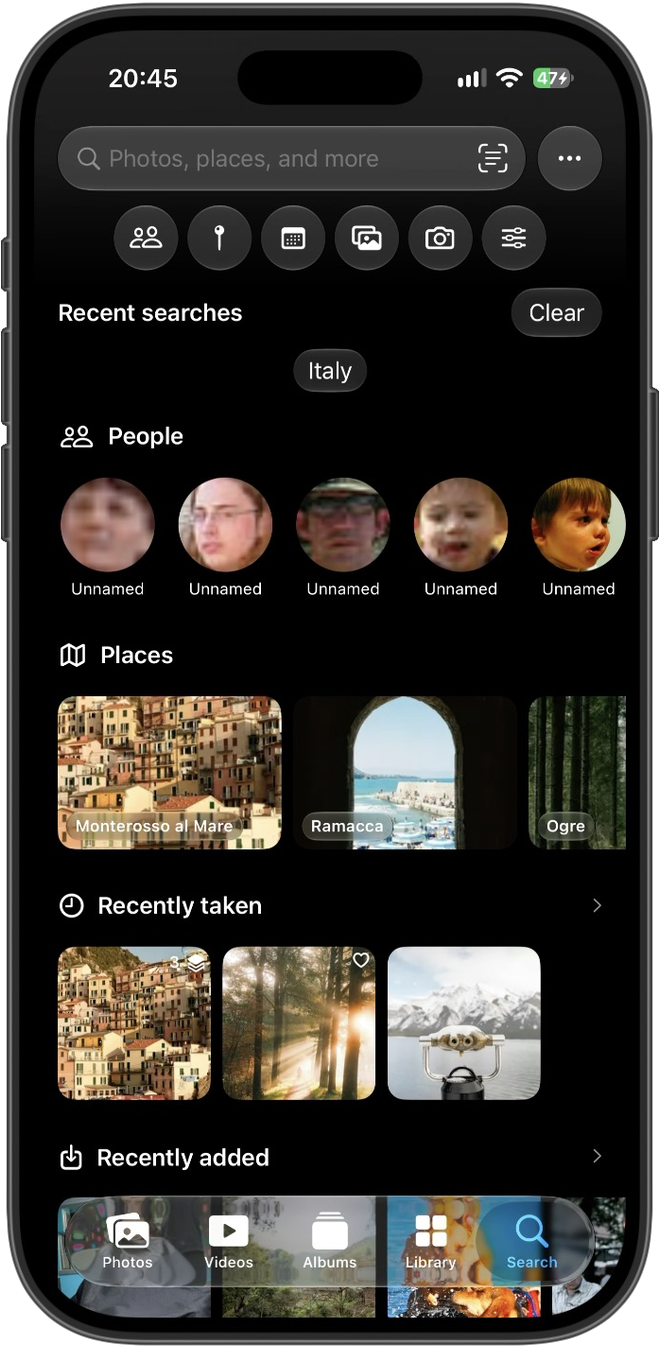 20:45
47
Photos, places, and more
Recent searches
Clear
Italy
People
Unnamed
Unnamed
Unnamed
Unnamed
Unnamed
Places
Monterosso al Mare
Ramacca
Ogre
Recently taken
3
Recently added
Photos
Videos
Albums
Library
Search